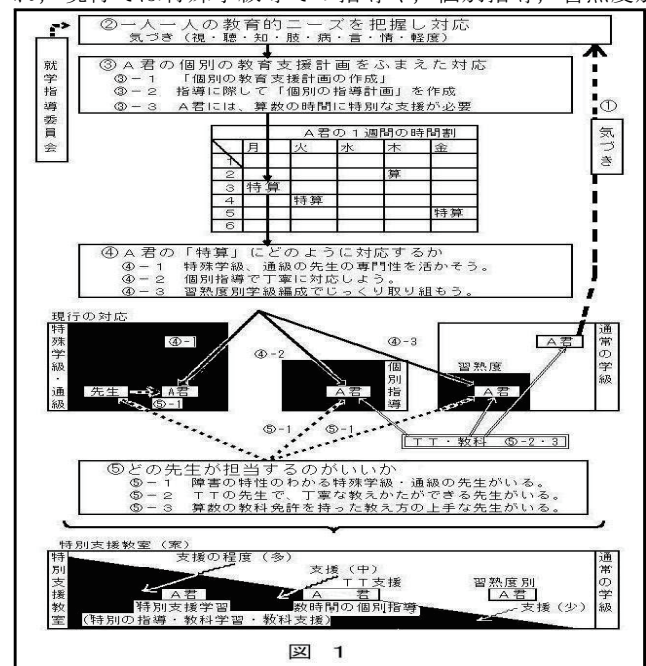 ②一人一人の教育的ニーズを把握し対応
気づき（視・聴・知・肢・病・言・情・軽度）
就学指導委員会
③Ａ君の個別の教育支援計画をふまえた対応
③－１ 「個別の教育支援計画の作成」
③－２ 指導に際して「個別の指導計画」を作成
③－３ Ａ君には、算数の時間に特別な支援が必要
①気づき
Ａ君の１週間の時間割
月 火 水 木 金
１
２ 算
３ 特算
４ 特算
５ 特算
６
④Ａ君の「特算」にどのように対応するか
④－１ 特殊学級、通級の先生の専門性を活かそう。
④－２ 個別指導で丁寧に対応しよう。
④－３ 習熟度別学級編成でじっくり取り組もう。
現行の対応
特殊学級・通級
④-1
④-2
④-3
Ａ君
通常の学級
個別指導
習熟度
先生
Ａ君
Ａ君
Ａ君
⑤-1
⑤-1
⑤-1
ＴＴ・教科 ⑤-2・3
⑤どの先生が担当するのがいいか
⑤－１ 障害の特性のわかる特殊学級・通級の先生がいる。
⑤－２ ＴＴの先生で、丁寧な教えかたができる先生がいる。
⑤－３ 算数の教科免許を持った教え方の上手な先生がいる。
特別支援教室（案）
特別支援教室
支援の程度（多）
支援（中）
ＴＴ支援
習熟度別
通常の学級
Ａ君
Ａ 君
Ａ君
特別支援学習
数時間の個別指導
支援（少）
（特別の指導・教科学習・教科支援）
図 １